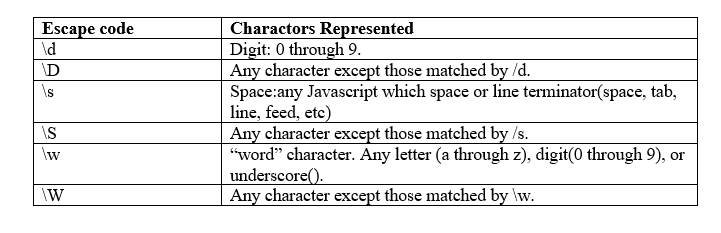 Escape code Charactors Represented
\d Digit: 0 through 9.
\D Any character except those matched by /d.
\s Space:any Javascript which space or line terminator(space, tab,
line, feed, etc)
\S Any character except those matched by /s.
\w “word” character. Any letter (a through z), digit(0 through 9), or
underscore().
\W Any character except those matched by \w.